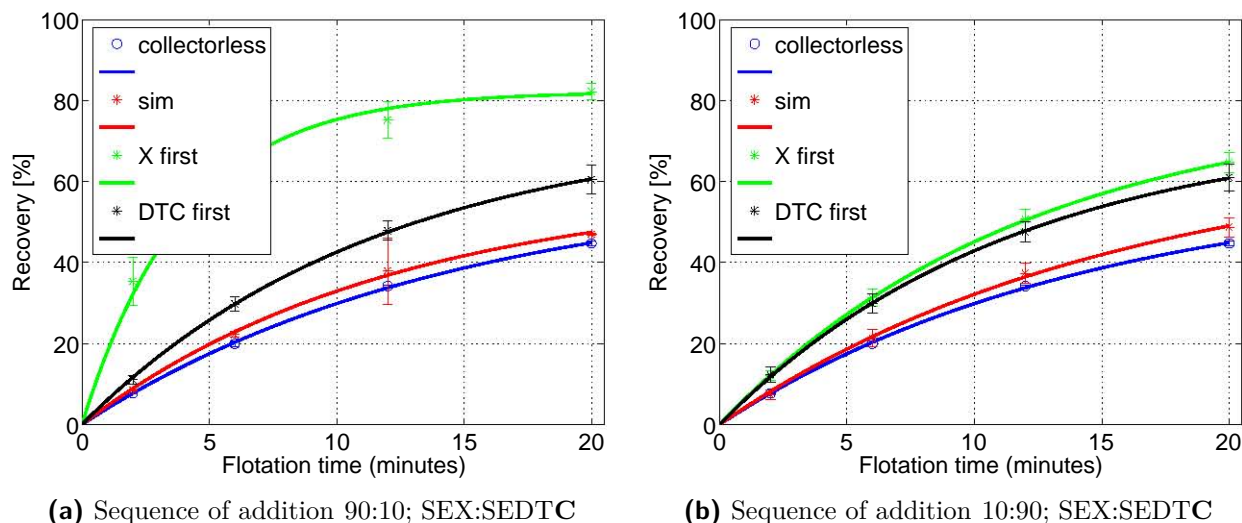 100
80
60
40
20
0
Recovery [%]
collectorless
sim
X first
DTC first
0 5 10 15 20
Flotation time (minutes)
(a) Sequence of addition 90:10; SEX:SEDTC
100
80
60
40
20
0
Recovery [%]
collectorless
sim
X first
DTC first
0 5 10 15 20
Flotation time (minutes)
(b) Sequence of addition 10:90; SEX:SEDTC